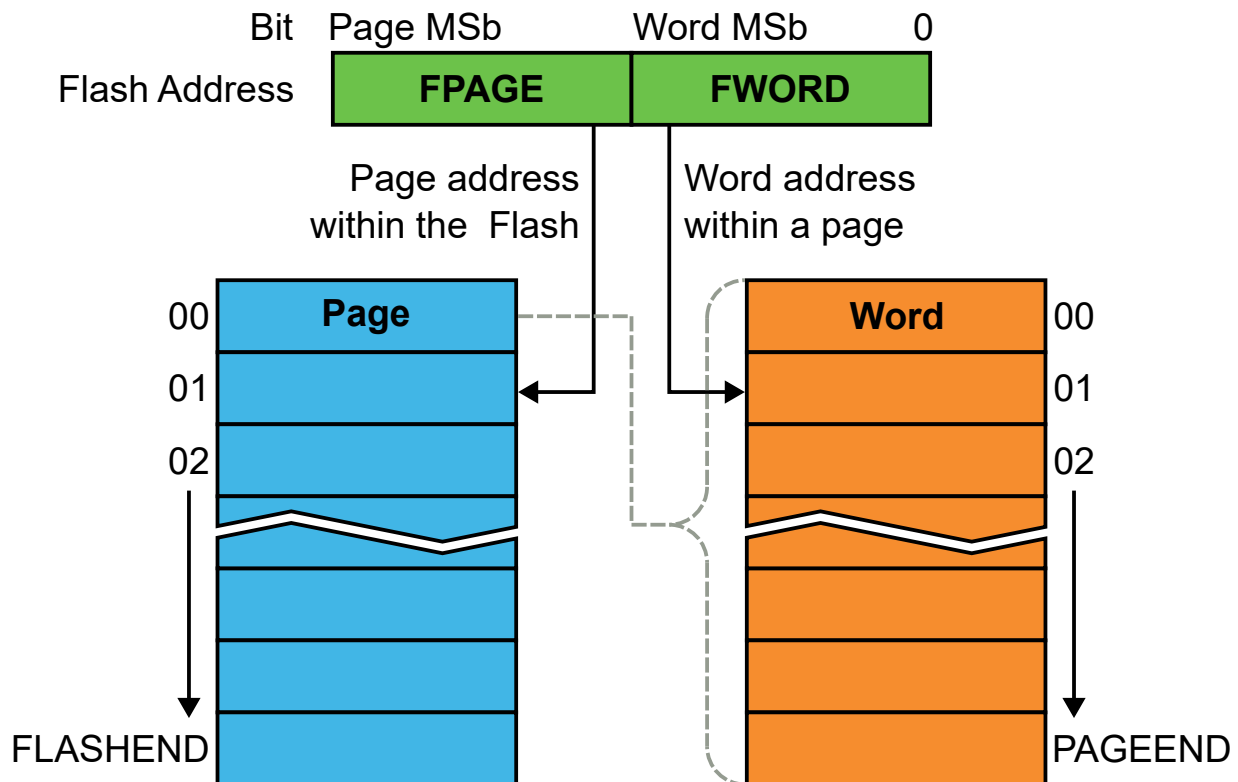 Bit Page MSb Word MSb 0
Flash Address FPAGE FWORD
Page address
within the Flash
Word address
within a page
00 Page Word 00
01 01
02 02
FLASHEND PAGEEND